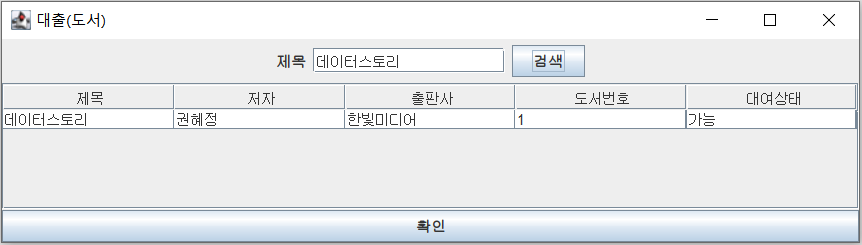 대출(도서)
제목 데이터스토리 검색
제목 저자 출판사 도서번호 대여상태
데이터스토리 권혜정 한빛미디어 1 가능
확인